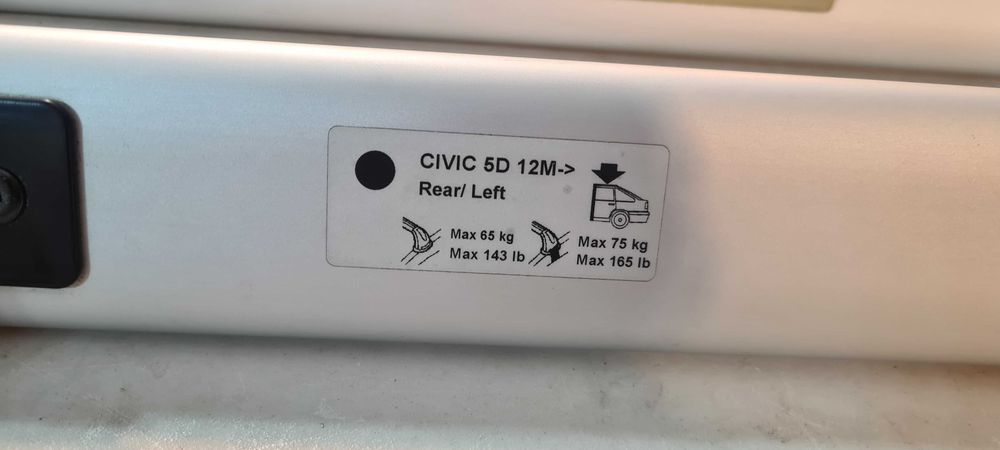 CIVIC 5D 12M->
Rear/ Left
Max 65 kg
Max 143 lb
Max 75 kg
Max 165 lb